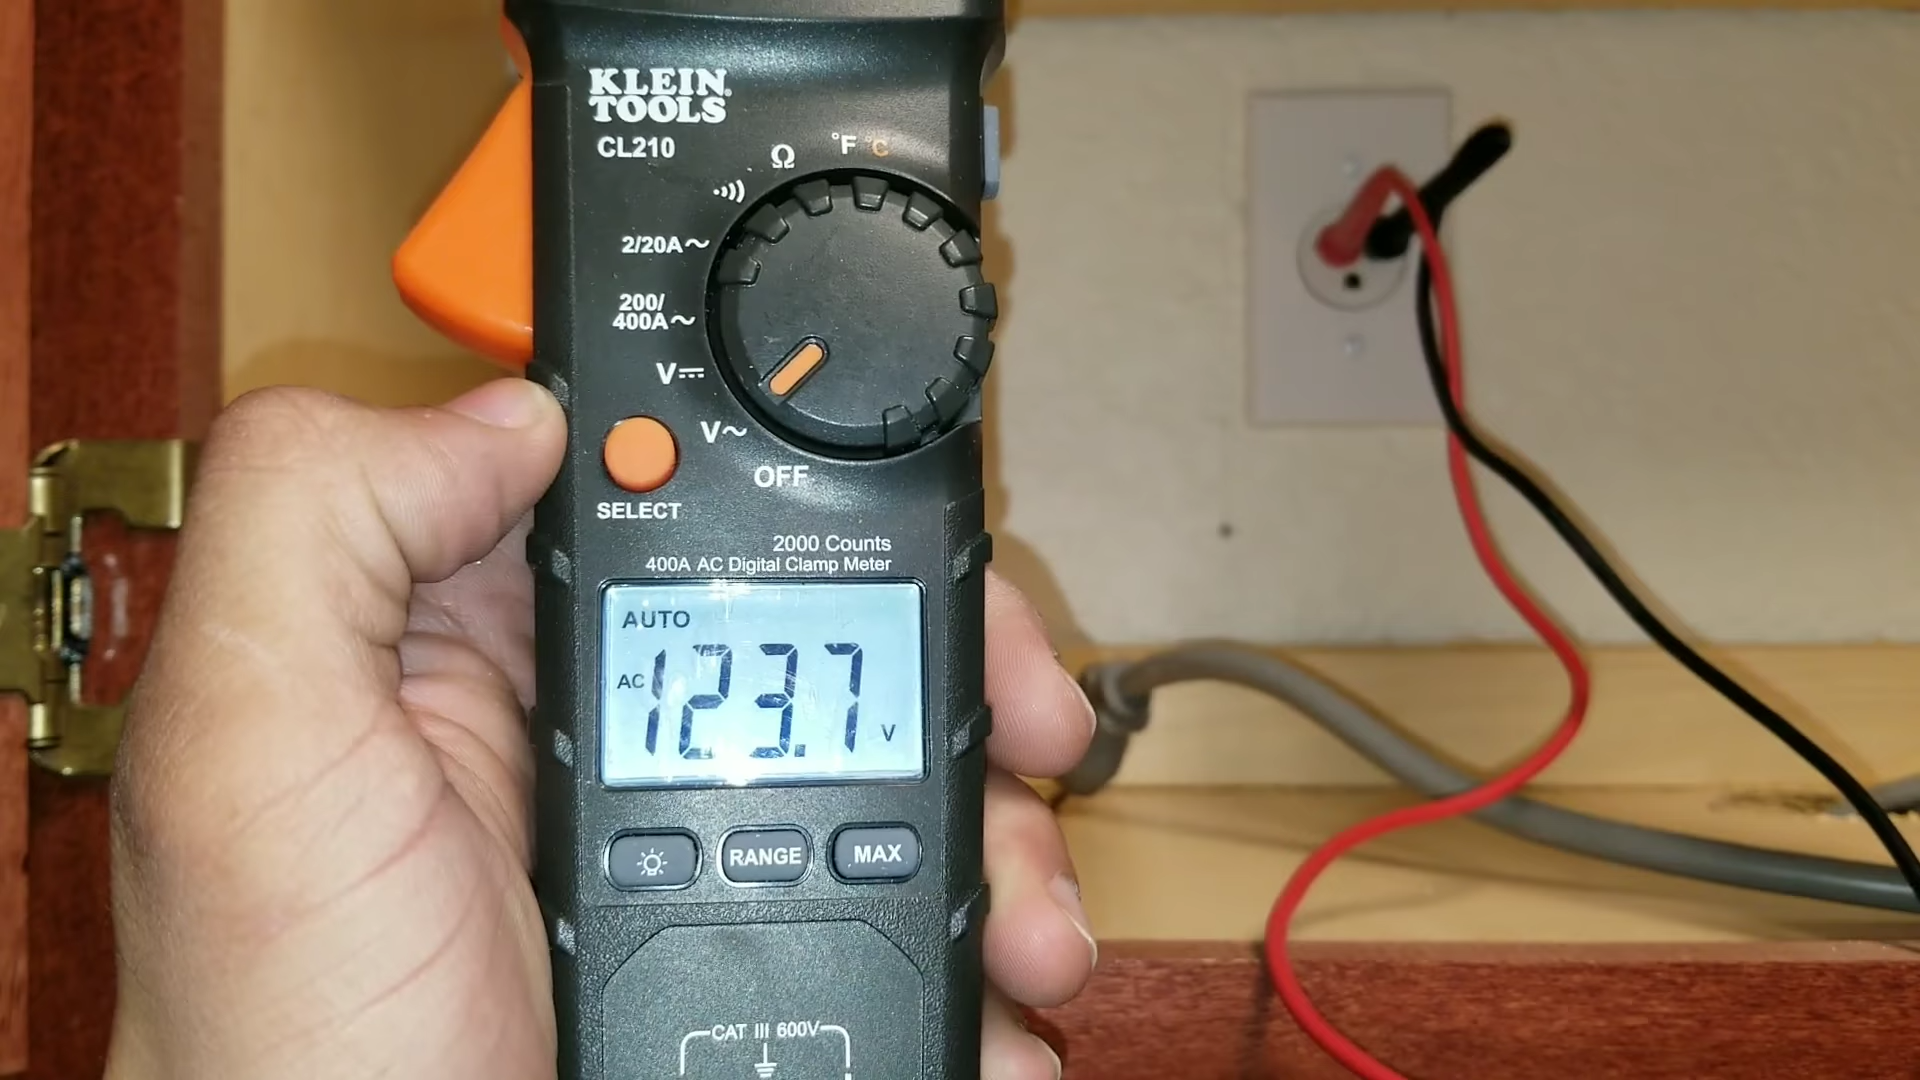 KLEIN
TOOLS®
CL210
Ω
°F °C
2/20A~
200/
400A~
V⎓
V~
OFF
SELECT
2000 Counts
400A AC Digital Clamp Meter
AUTO
AC 123.7 V
RANGE
MAX
CAT III 600V